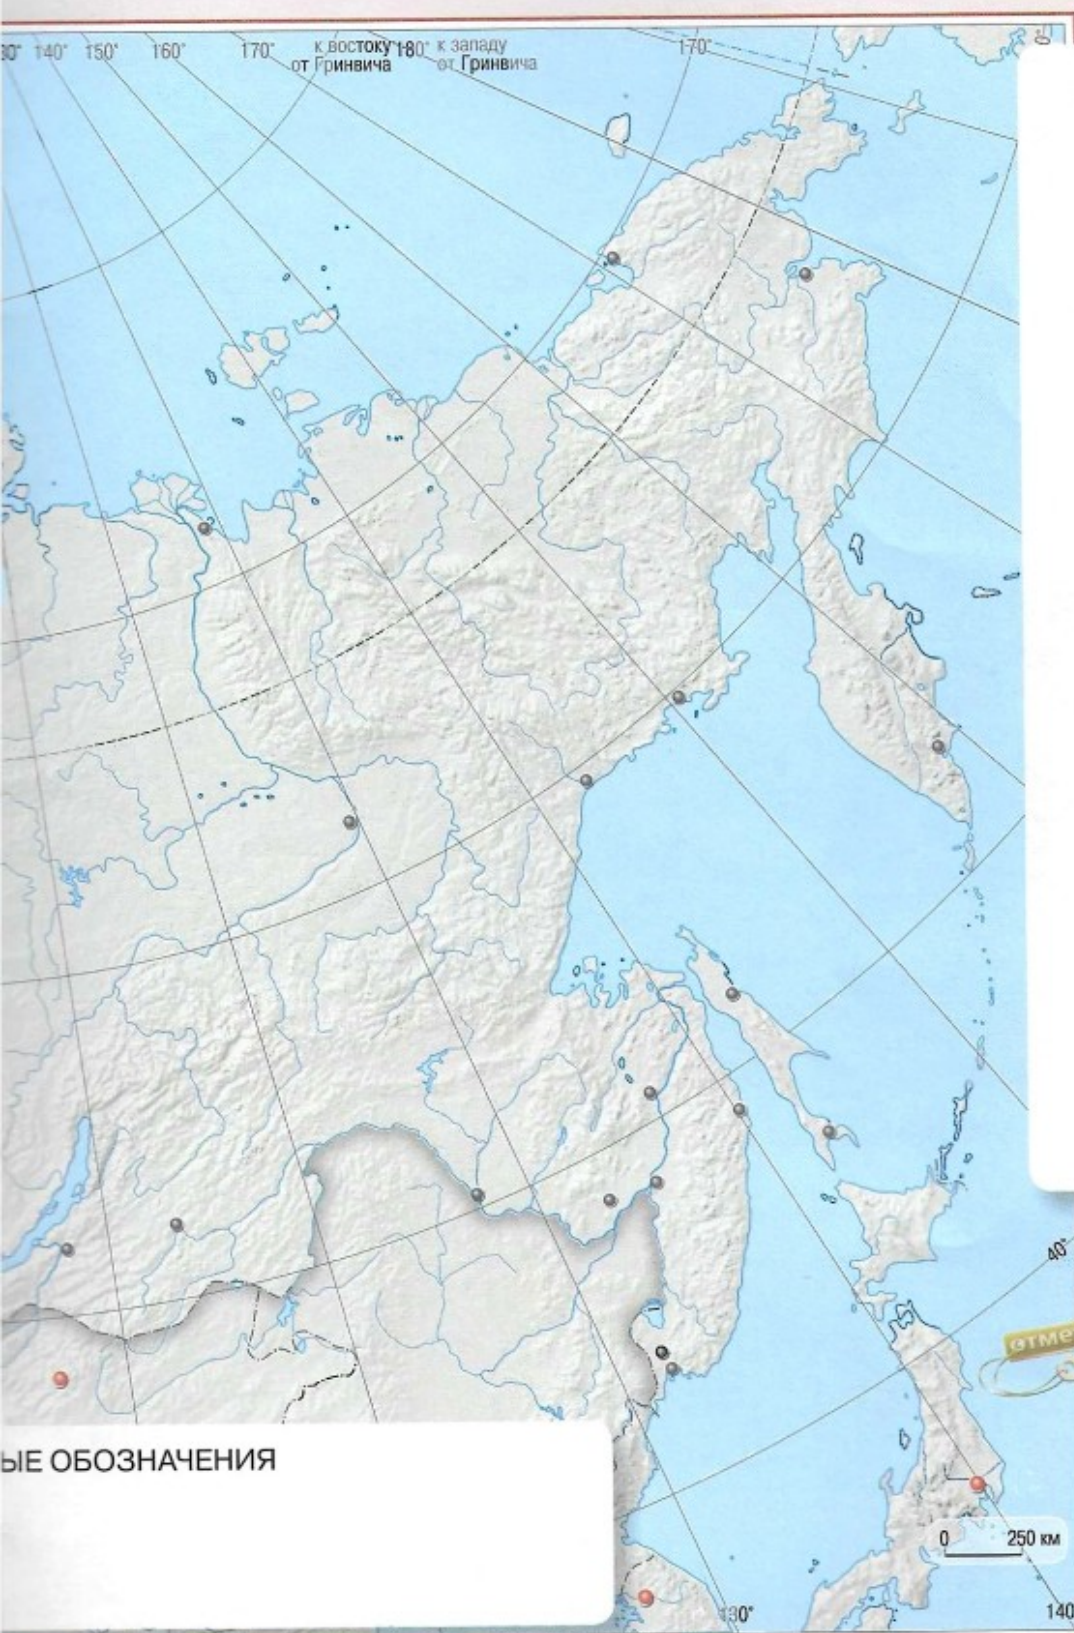 140° 150° 160° 170° к востоку 180° к западу 170°
от Гринвича от Гринвича
40°
отме
ЫЕ ОБОЗНАЧЕНИЯ
0 250 км
130° 140